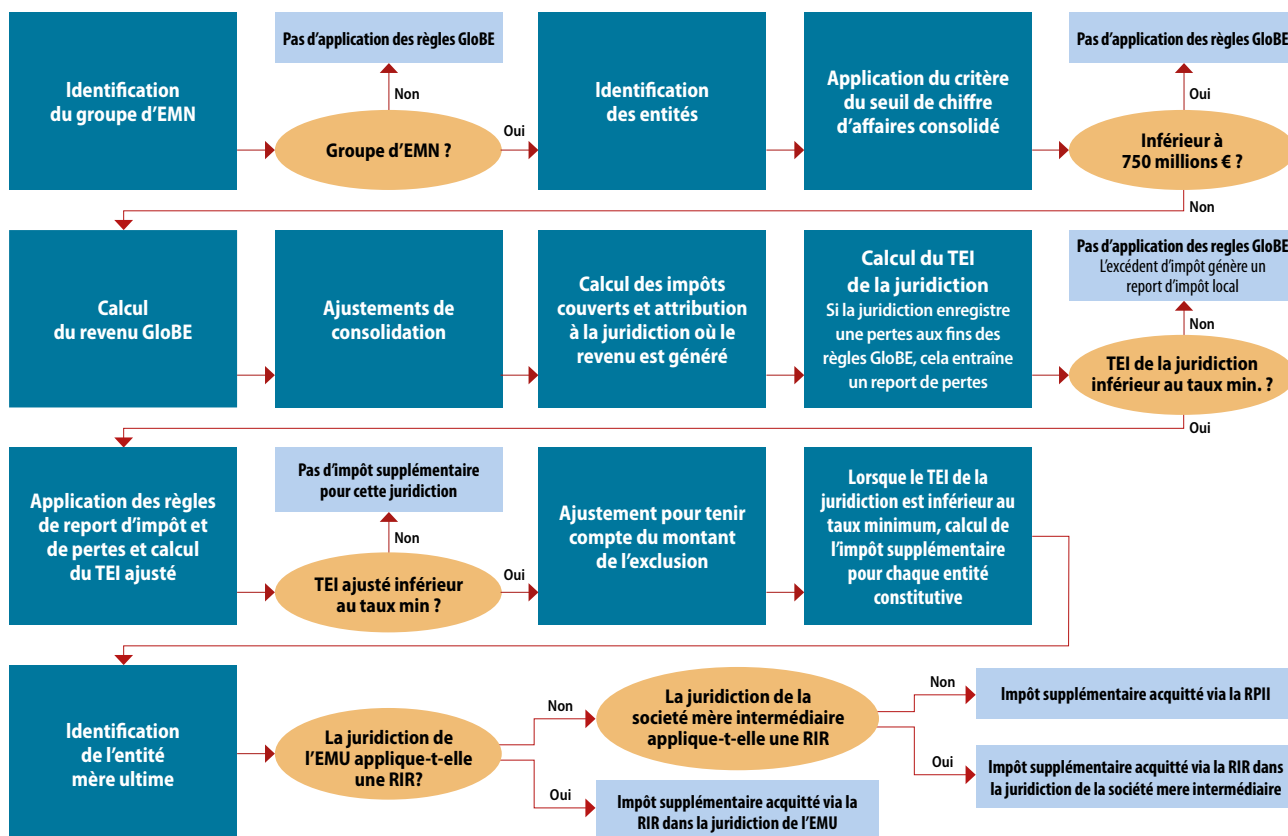 Identification
du groupe d'EMN
Pas d'application des règles GloBE
Non
Groupe d'EMN ?
Oui
Identification
des entités
Application du critère
du seuil de chiffre
d'affaires consolidé
Pas d'application des règles GloBE
Oui
Inférieur à
750 millions € ?
Non
Calcul
du revenu GloBE
Ajustements de
consolidation
Calcul des impôts
couverts et attribution
à la juridiction où le
revenu est généré
Calcul du TEI
de la juridiction
Si la juridiction enregistre
une pertes aux fins des
règles GloBE, cela entraîne
un report de pertes
Pas d'application des regles GloBE
L'excédent d'impôt génère un
report d'impôt local
Non
TEI de la juridiction
inférieur au taux min. ?
Oui
Application des règles
de report d'impôt et
de pertes et calcul
du TEI ajusté
Pas d'impôt supplémentaire
pour cette juridiction
Non
TEI ajusté inférieur
au taux min ?
Oui
Ajustement pour tenir
compte du montant
de l'exclusion
Lorsque le TEI de la
juridiction est inférieur au
taux minimum, calcul de
l'impôt supplémentaire
pour chaque entité
constitutive
Identification
de l'entité
mère ultime
La juridiction de
l'EMU applique-t-elle
une RIR?
Non
La juridiction de la
société mère intermédiaire
applique-t-elle une RIR
Non
Impôt supplémentaire acquitté via la RPII
Oui
Impôt supplémentaire acquitté via la RIR dans
la juridiction de la société mere intermédiaire
Oui
Impôt supplémentaire acquitté via la
RIR dans la juridiction de l'EMU